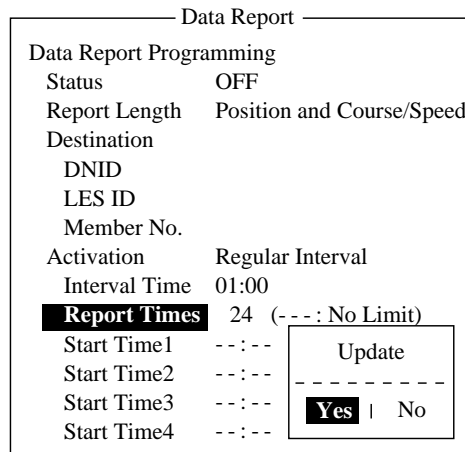 Data Report
Data Report Programming
Status OFF
Report Length Position and Course/Speed
Destination
DNID
LES ID
Member No.
Activation Regular Interval
Interval Time 01:00
Report Times 24 (---: No Limit)
Start Time1 --:--
Start Time2 --:--
Start Time3 --:--
Start Time4 --:--
Update
Yes | No